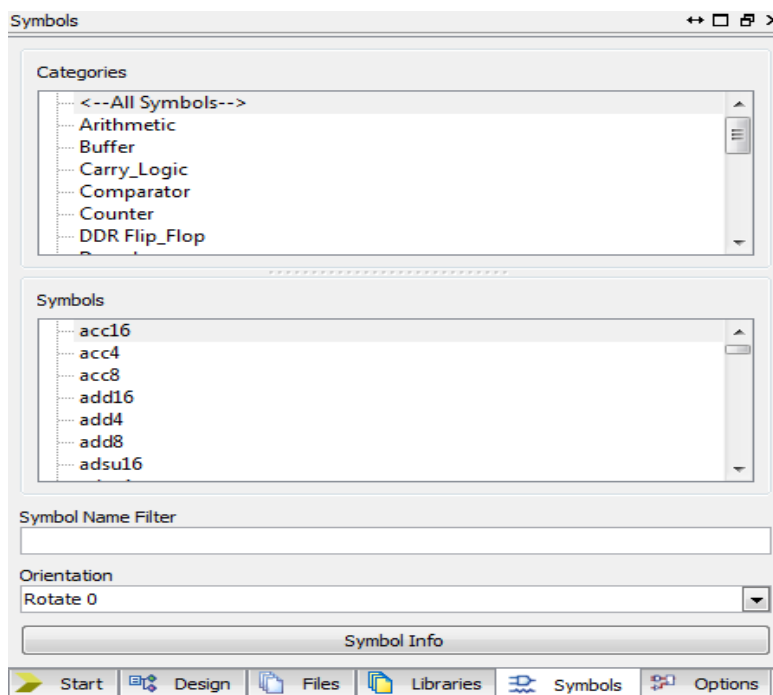 Symbols
Categories
<--All Symbols-->
Arithmetic
Buffer
Carry_Logic
Comparator
Counter
DDR Flip_Flop
Symbols
acc16
acc4
acc8
add16
add4
add8
adsu16
Symbol Name Filter
Orientation
Rotate 0
Symbol Info
Start Design Files Libraries Symbols Options